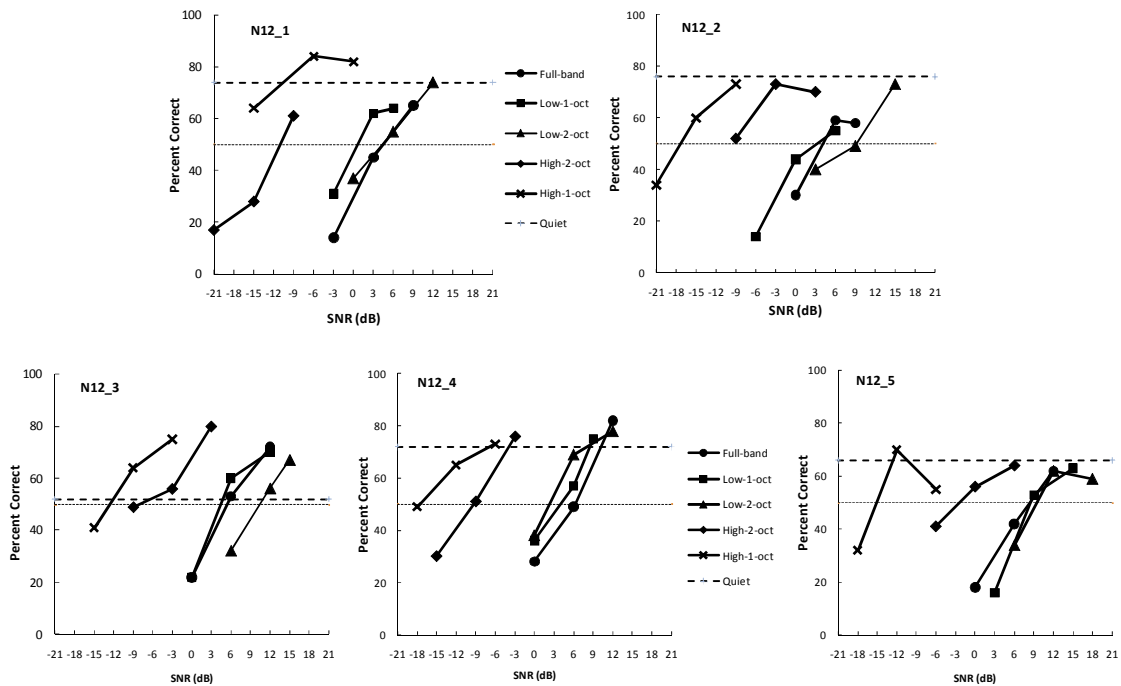 N12_1
100
80
60
40
20
0
Percent Correct
-21 -18 -15 -12 -9 -6 -3 0 3 6 9 12 15 18 21
SNR (dB)
Full-band
Low-1-oct
Low-2-oct
High-2-oct
High-1-oct
Quiet
N12_2
100
80
60
40
20
0
Percent Correct
-21 -18 -15 -12 -9 -6 -3 0 3 6 9 12 15 18 21
SNR (dB)
N12_3
100
80
60
40
20
0
Percent Correct
-21 -18 -15 -12 -9 -6 -3 0 3 6 9 12 15 18 21
SNR (dB)
N12_4
100
80
60
40
20
0
Percent Correct
-21 -18 -15 -12 -9 -6 -3 0 3 6 9 12 15 18 21
SNR (dB)
Full-band
Low-1-oct
Low-2-oct
High-2-oct
High-1-oct
Quiet
N12_5
100
80
60
40
20
0
Percent Correct
-21 -18 -15 -12 -9 -6 -3 0 3 6 9 12 15 18 21
SNR (dB)